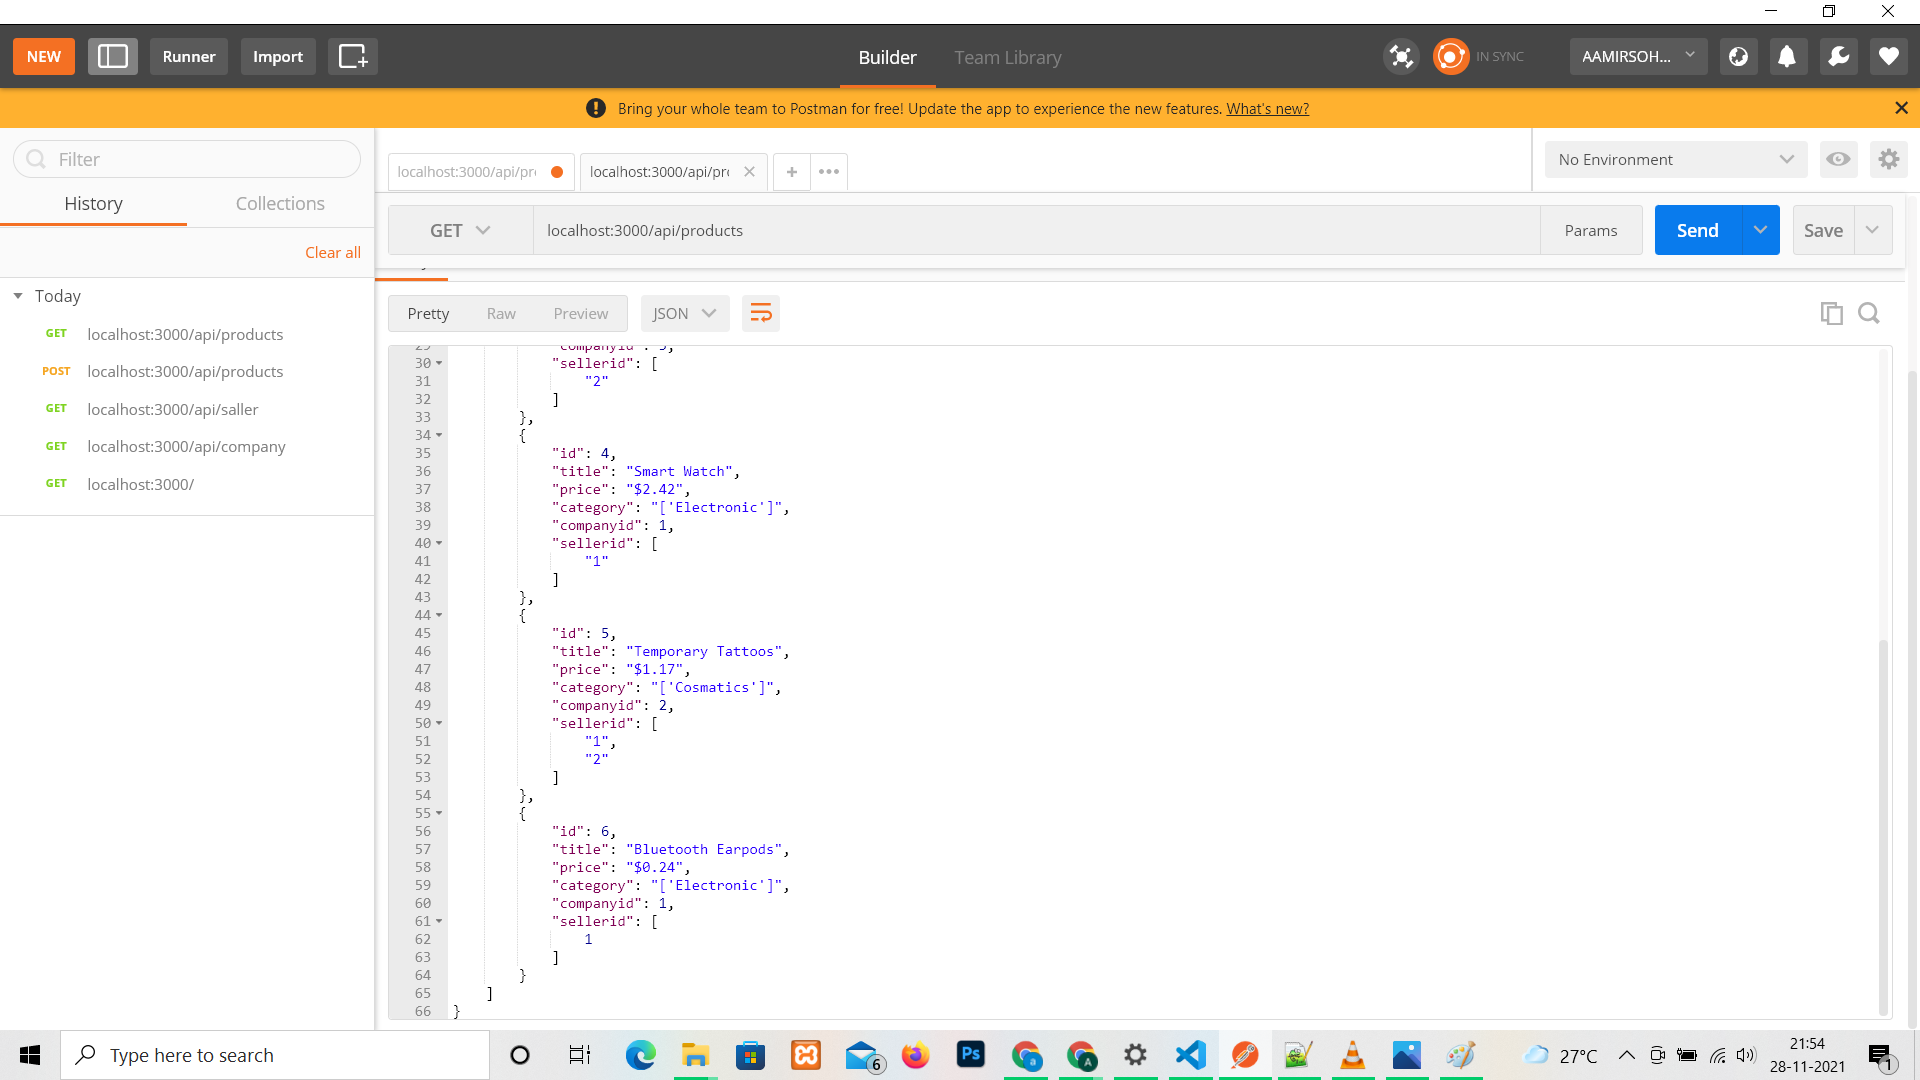 NEW
Runner
Import
Builder
Team Library
IN SYNC
AAMIRSOH...
Bring your whole team to Postman for free! Update the app to experience the new features. What's new?
Filter
History
Collections
Clear all
Today
GET localhost:3000/api/products
POST localhost:3000/api/products
GET localhost:3000/api/saller
GET localhost:3000/api/company
GET localhost:3000/
localhost:3000/api/pr
localhost:3000/api/pr
No Environment
GET
localhost:3000/api/products
Params
Send
Save
Pretty
Raw
Preview
JSON
29 "companyid": 3,
30 "sellerid": [
31 "2"
32 ]
33 },
34 {
35 "id": 4,
36 "title": "Smart Watch",
37 "price": "$2.42",
38 "category": "['Electronic']",
39 "companyid": 1,
40 "sellerid": [
41 "1"
42 ]
43 },
44 {
45 "id": 5,
46 "title": "Temporary Tattoos",
47 "price": "$1.17",
48 "category": "['Cosmatics']",
49 "companyid": 2,
50 "sellerid": [
51 "1",
52 "2"
53 ]
54 },
55 {
56 "id": 6,
57 "title": "Bluetooth Earpods",
58 "price": "$0.24",
59 "category": "['Electronic']",
60 "companyid": 1,
61 "sellerid": [
62 1
63 ]
64 }
65 ]
66 }
Type here to search
6
Ps
a
A
27°C
21:54
28-11-2021
1